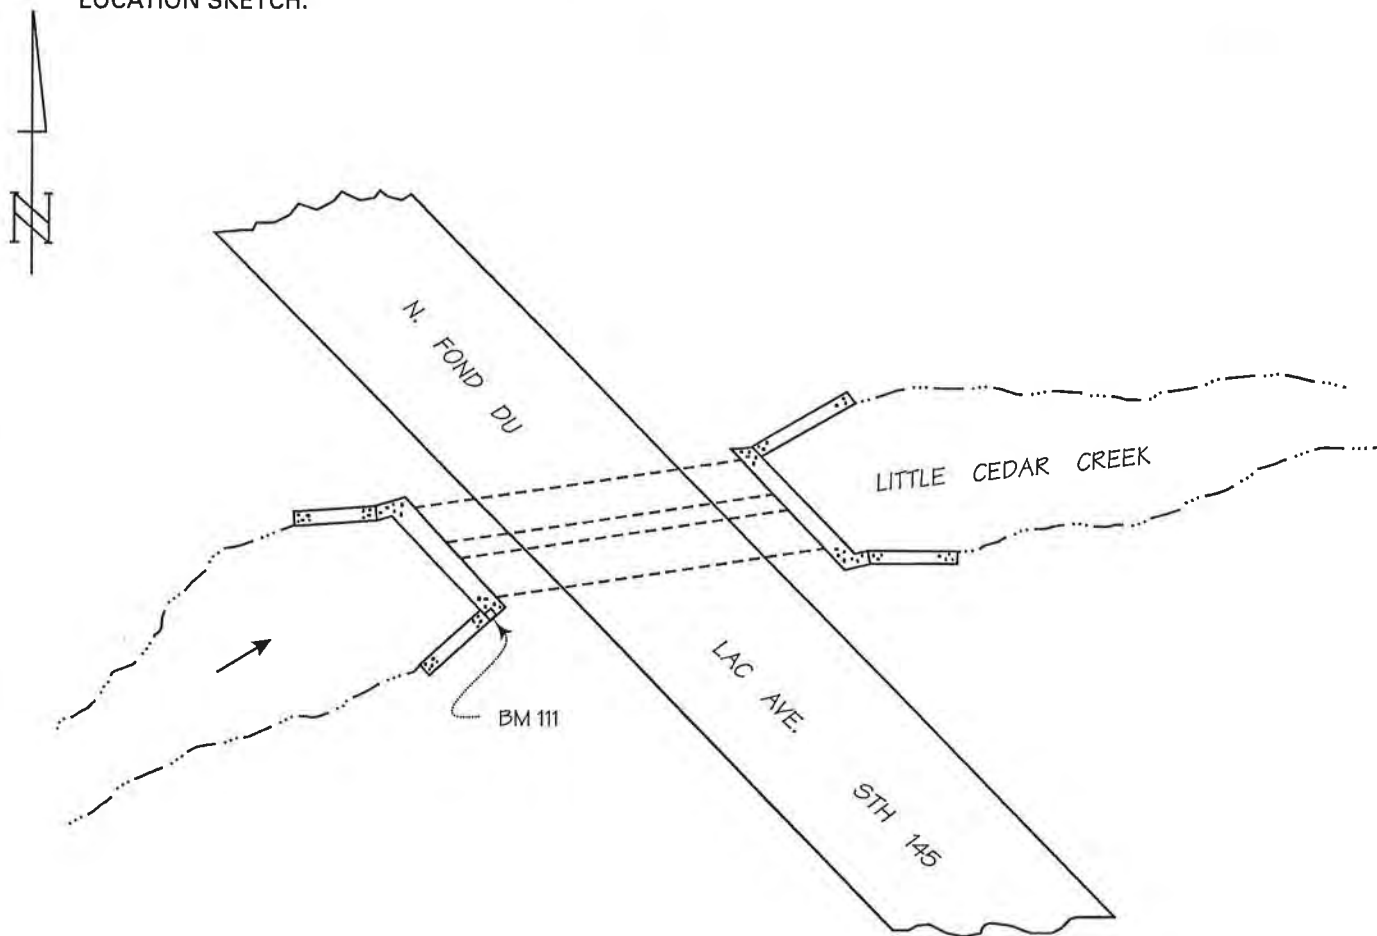 LOCATION SKETCH:
N
N. FOND DU
LITTLE CEDAR CREEK
BM 111
LAC AVE.
STH 145